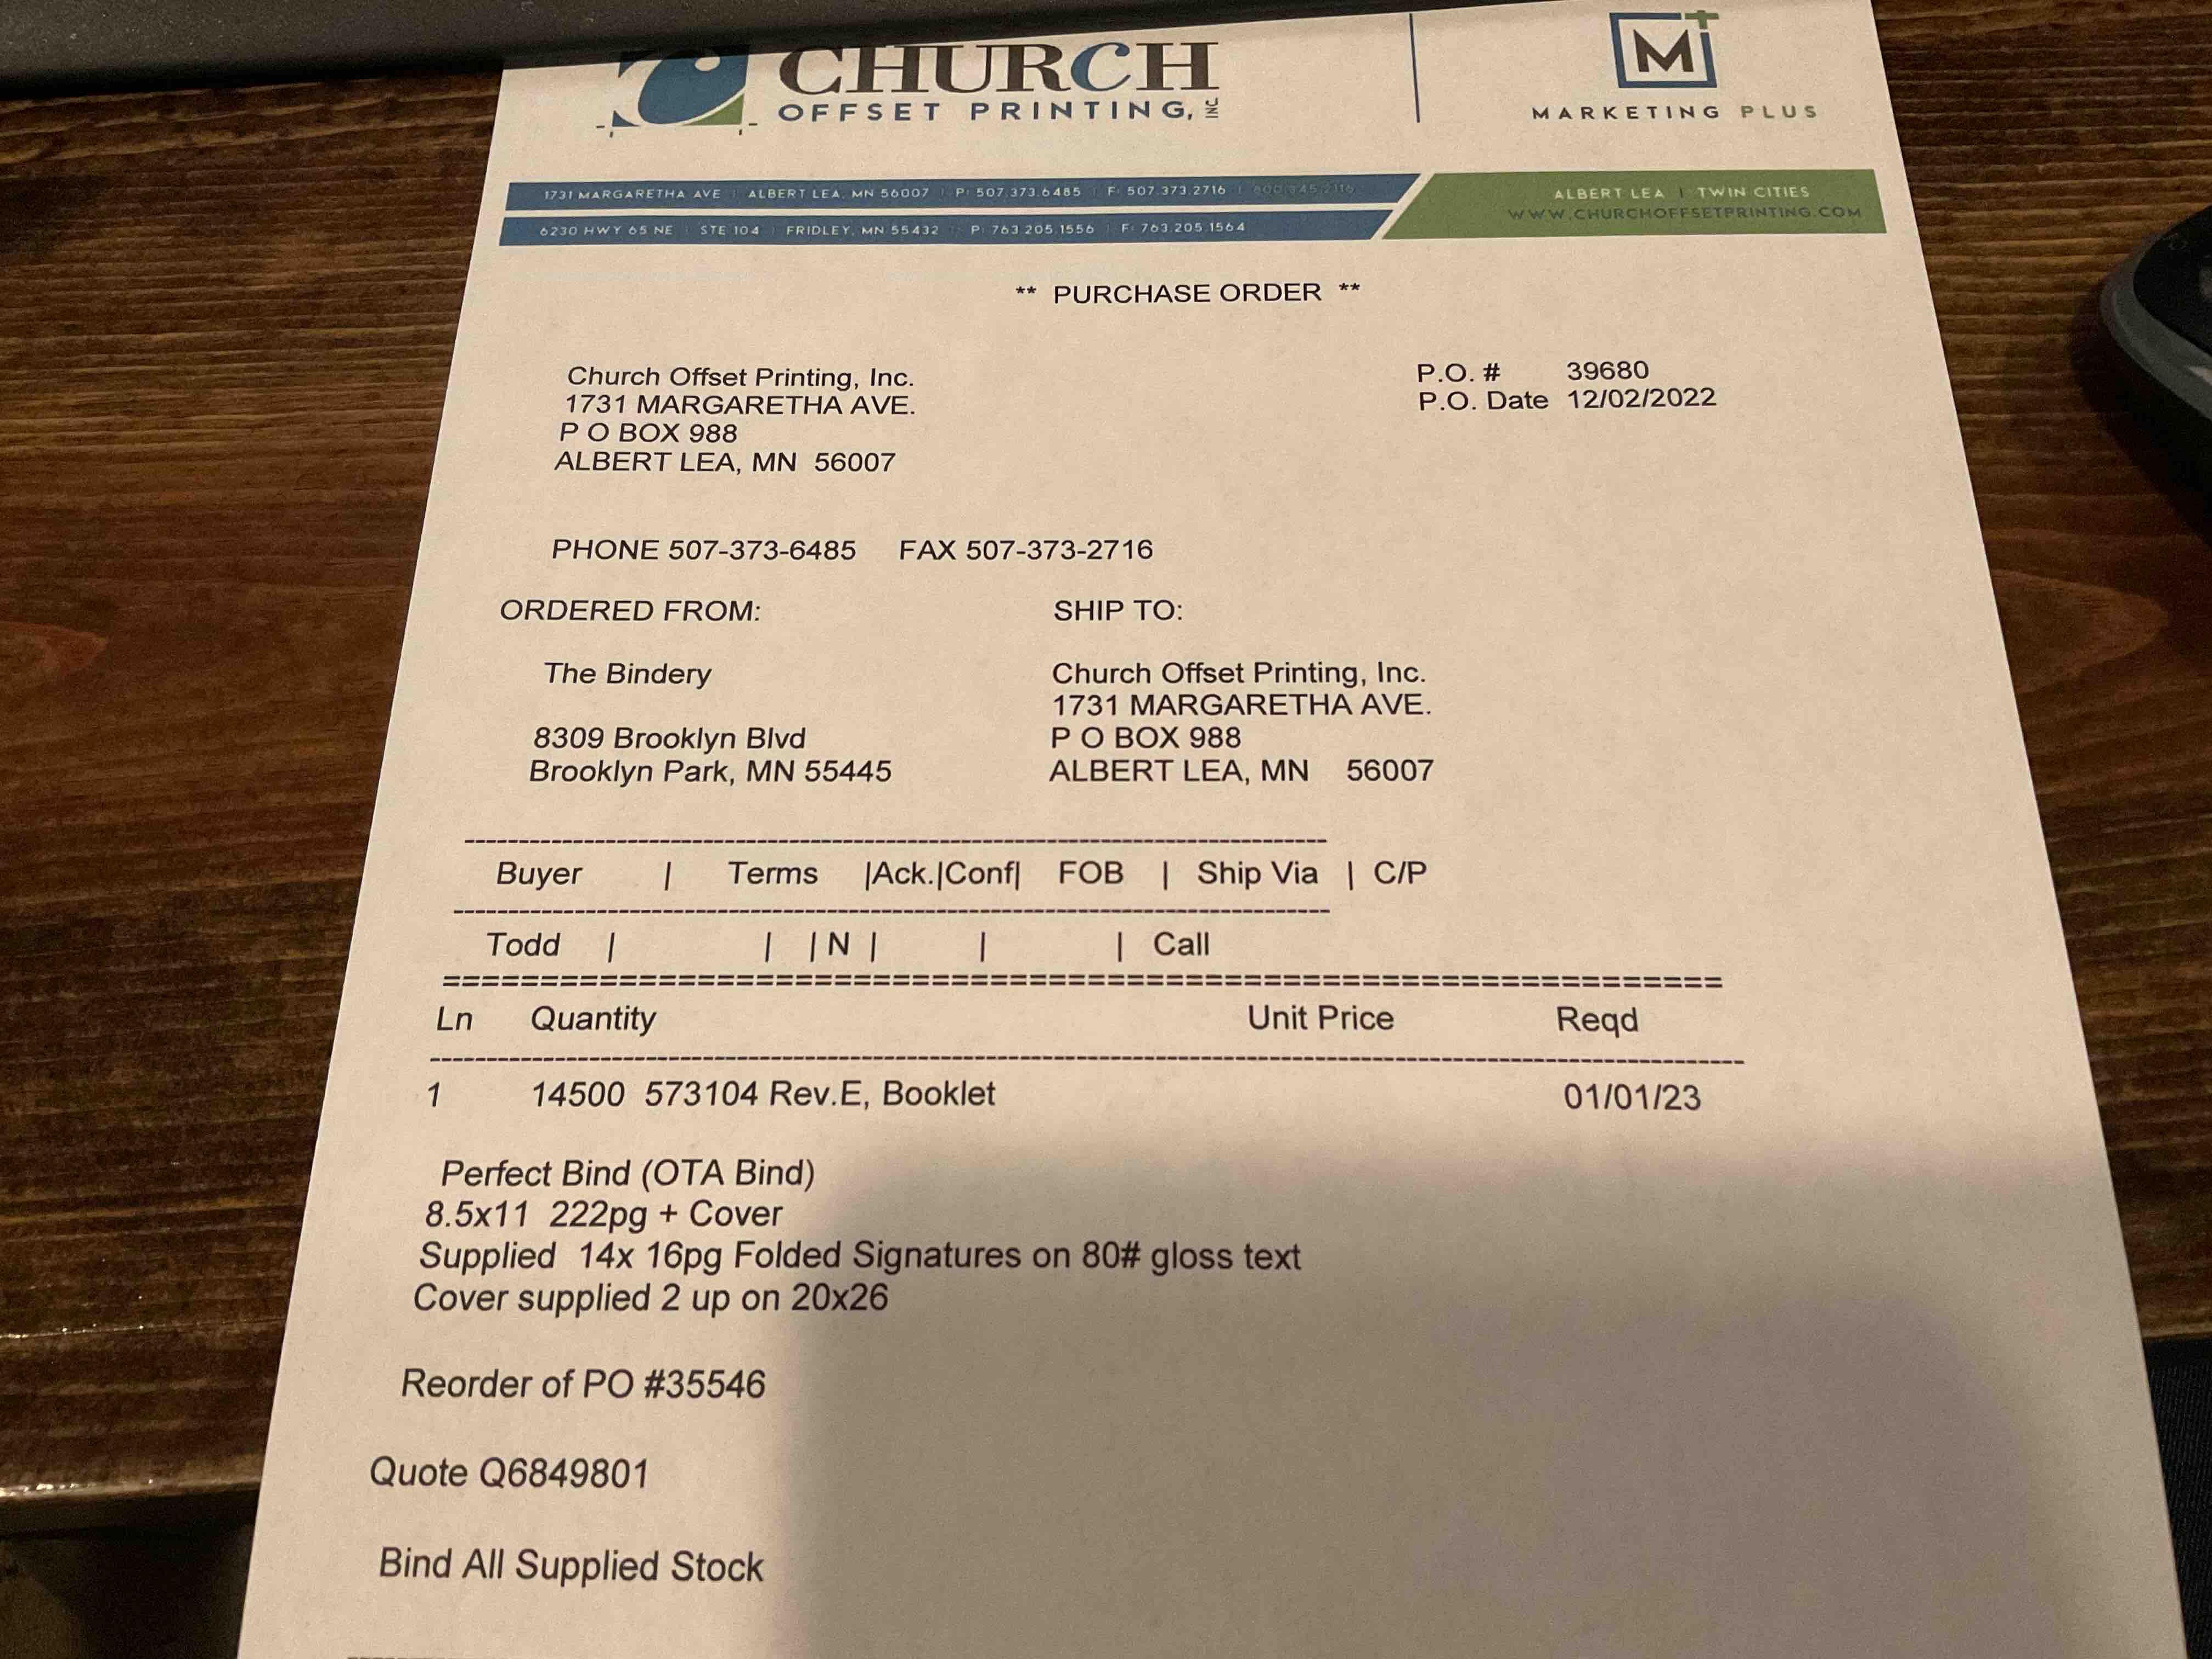 CHURCH
OFFSET PRINTING, INC
M
MARKETING PLUS
1731 MARGARETHA AVE | ALBERT LEA, MN 56007 | P: 507.373.6485 | F: 507.373.2716 | 800.345.2116
6230 HWY 65 NE | STE 104 | FRIDLEY, MN 55432 | P: 763.205.1556 | F: 763.205.1564
ALBERT LEA | TWIN CITIES
WWW.CHURCHOFFSETPRINTING.COM
** PURCHASE ORDER **
Church Offset Printing, Inc.
1731 MARGARETHA AVE.
P O BOX 988
ALBERT LEA, MN 56007
P.O. # 39680
P.O. Date 12/02/2022
PHONE 507-373-6485 FAX 507-373-2716
ORDERED FROM:
The Bindery
8309 Brooklyn Blvd
Brooklyn Park, MN 55445
SHIP TO:
Church Offset Printing, Inc.
1731 MARGARETHA AVE.
P O BOX 988
ALBERT LEA, MN 56007
Buyer | Terms |Ack.|Conf| FOB | Ship Via | C/P
Todd | | |N | | | Call
Ln Quantity Unit Price Reqd
1 14500 573104 Rev.E, Booklet 01/01/23
Perfect Bind (OTA Bind)
8.5x11 222pg + Cover
Supplied 14x 16pg Folded Signatures on 80# gloss text
Cover supplied 2 up on 20x26
Reorder of PO #35546
Quote Q6849801
Bind All Supplied Stock